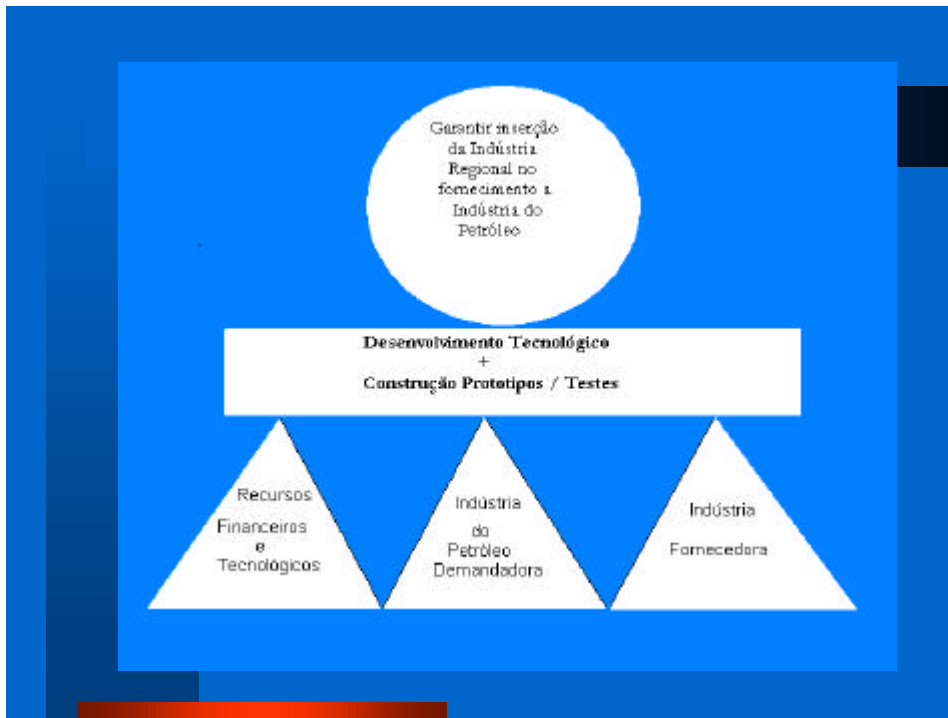 Garantir inserção
da Indústria
Regional no
fornecimento a
Indústria do
Petróleo
Desenvolvimento Tecnológico
+
Construção Prototipos / Testes
Recursos
Financeiros
e
Tecnológicos
Indústria
do
Petróleo
Demandadora
Indústria
Fornecedora